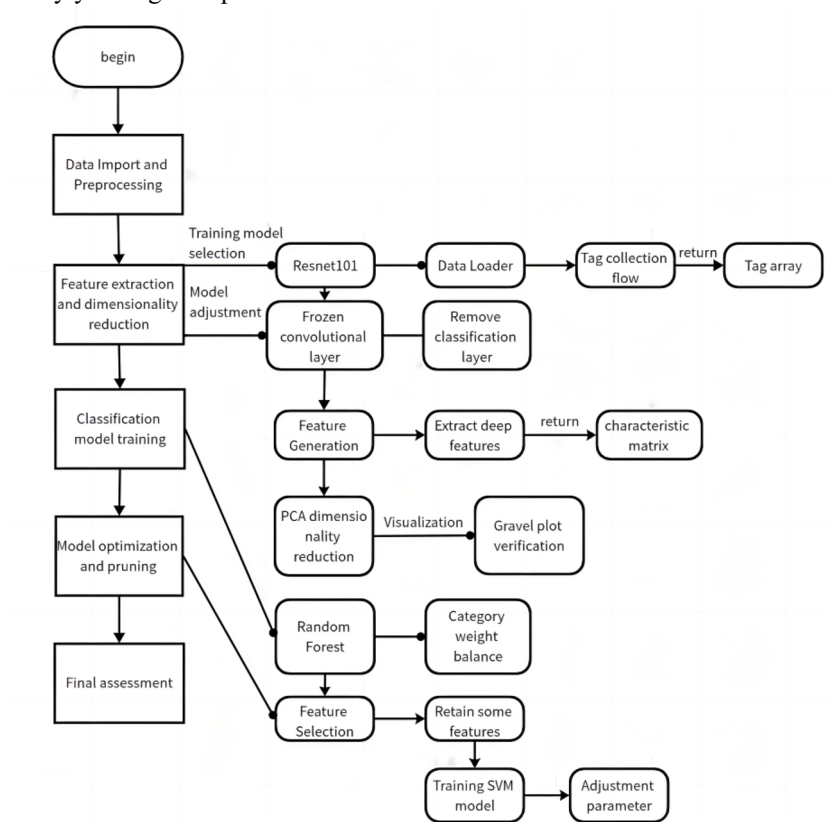 begin
Data Import and
Preprocessing
Training model
selection
Resnet101
Data Loader
Tag collection
flow
return
Tag array
Feature extraction
and dimensionality
reduction
Model
adjustment
Frozen
convolutional
layer
Remove
classification
layer
Classification
model training
Feature
Generation
Extract deep
features
return
characteristic
matrix
PCA dimensio
nality
reduction
Visualization
Gravel plot
verification
Model optimization
and pruning
Random
Forest
Category
weight
balance
Final assessment
Feature
Selection
Retain some
features
Training SVM
model
Adjustment
parameter